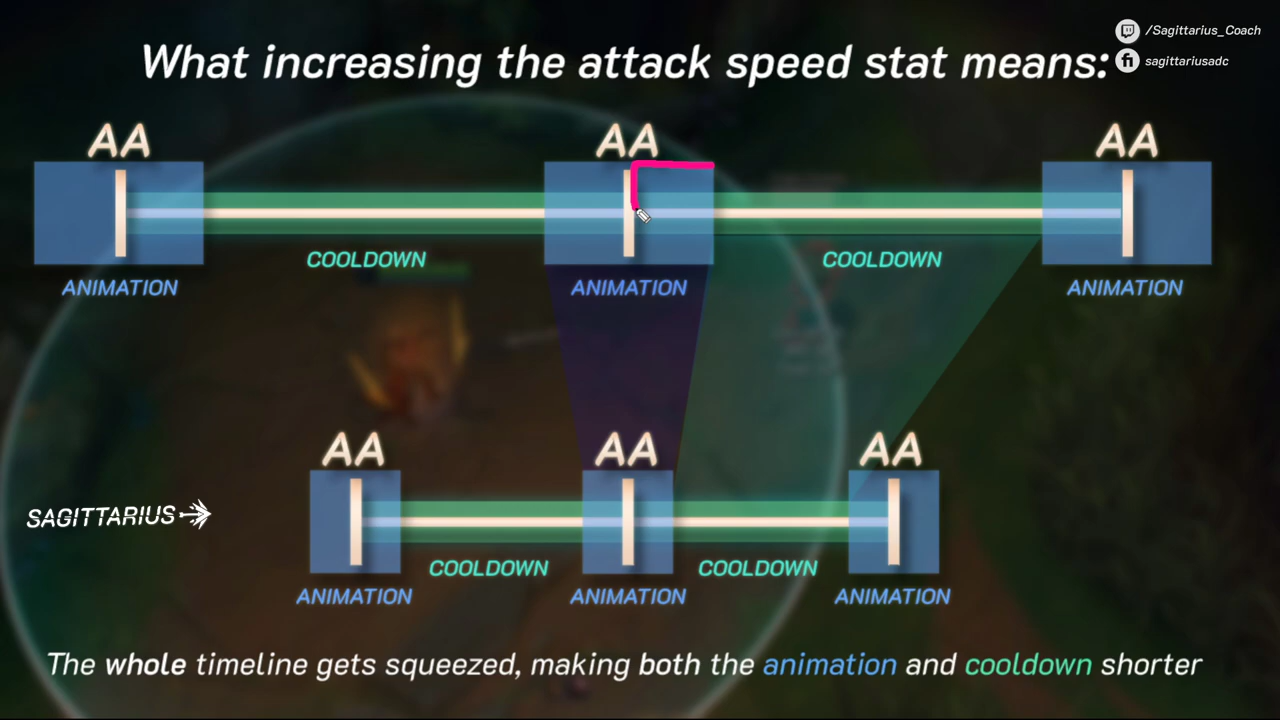 /Sagittarius_Coach
What increasing the attack speed stat means:
sagittariusadc
AA AA AA
COOLDOWN COOLDOWN
ANIMATION ANIMATION ANIMATION
AA AA AA
SAGITTARIUS
COOLDOWN COOLDOWN
ANIMATION ANIMATION ANIMATION
The whole timeline gets squeezed, making both the animation and cooldown shorter